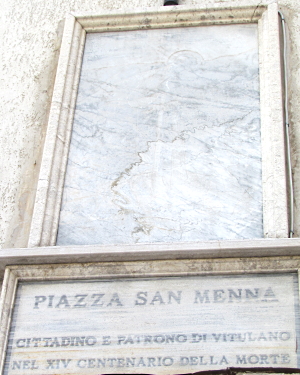 PIAZZA SAN MENNA
CITTADINO E PATRONO DI VITULANO
NEL XIV CENTENARIO DELLA MORTE